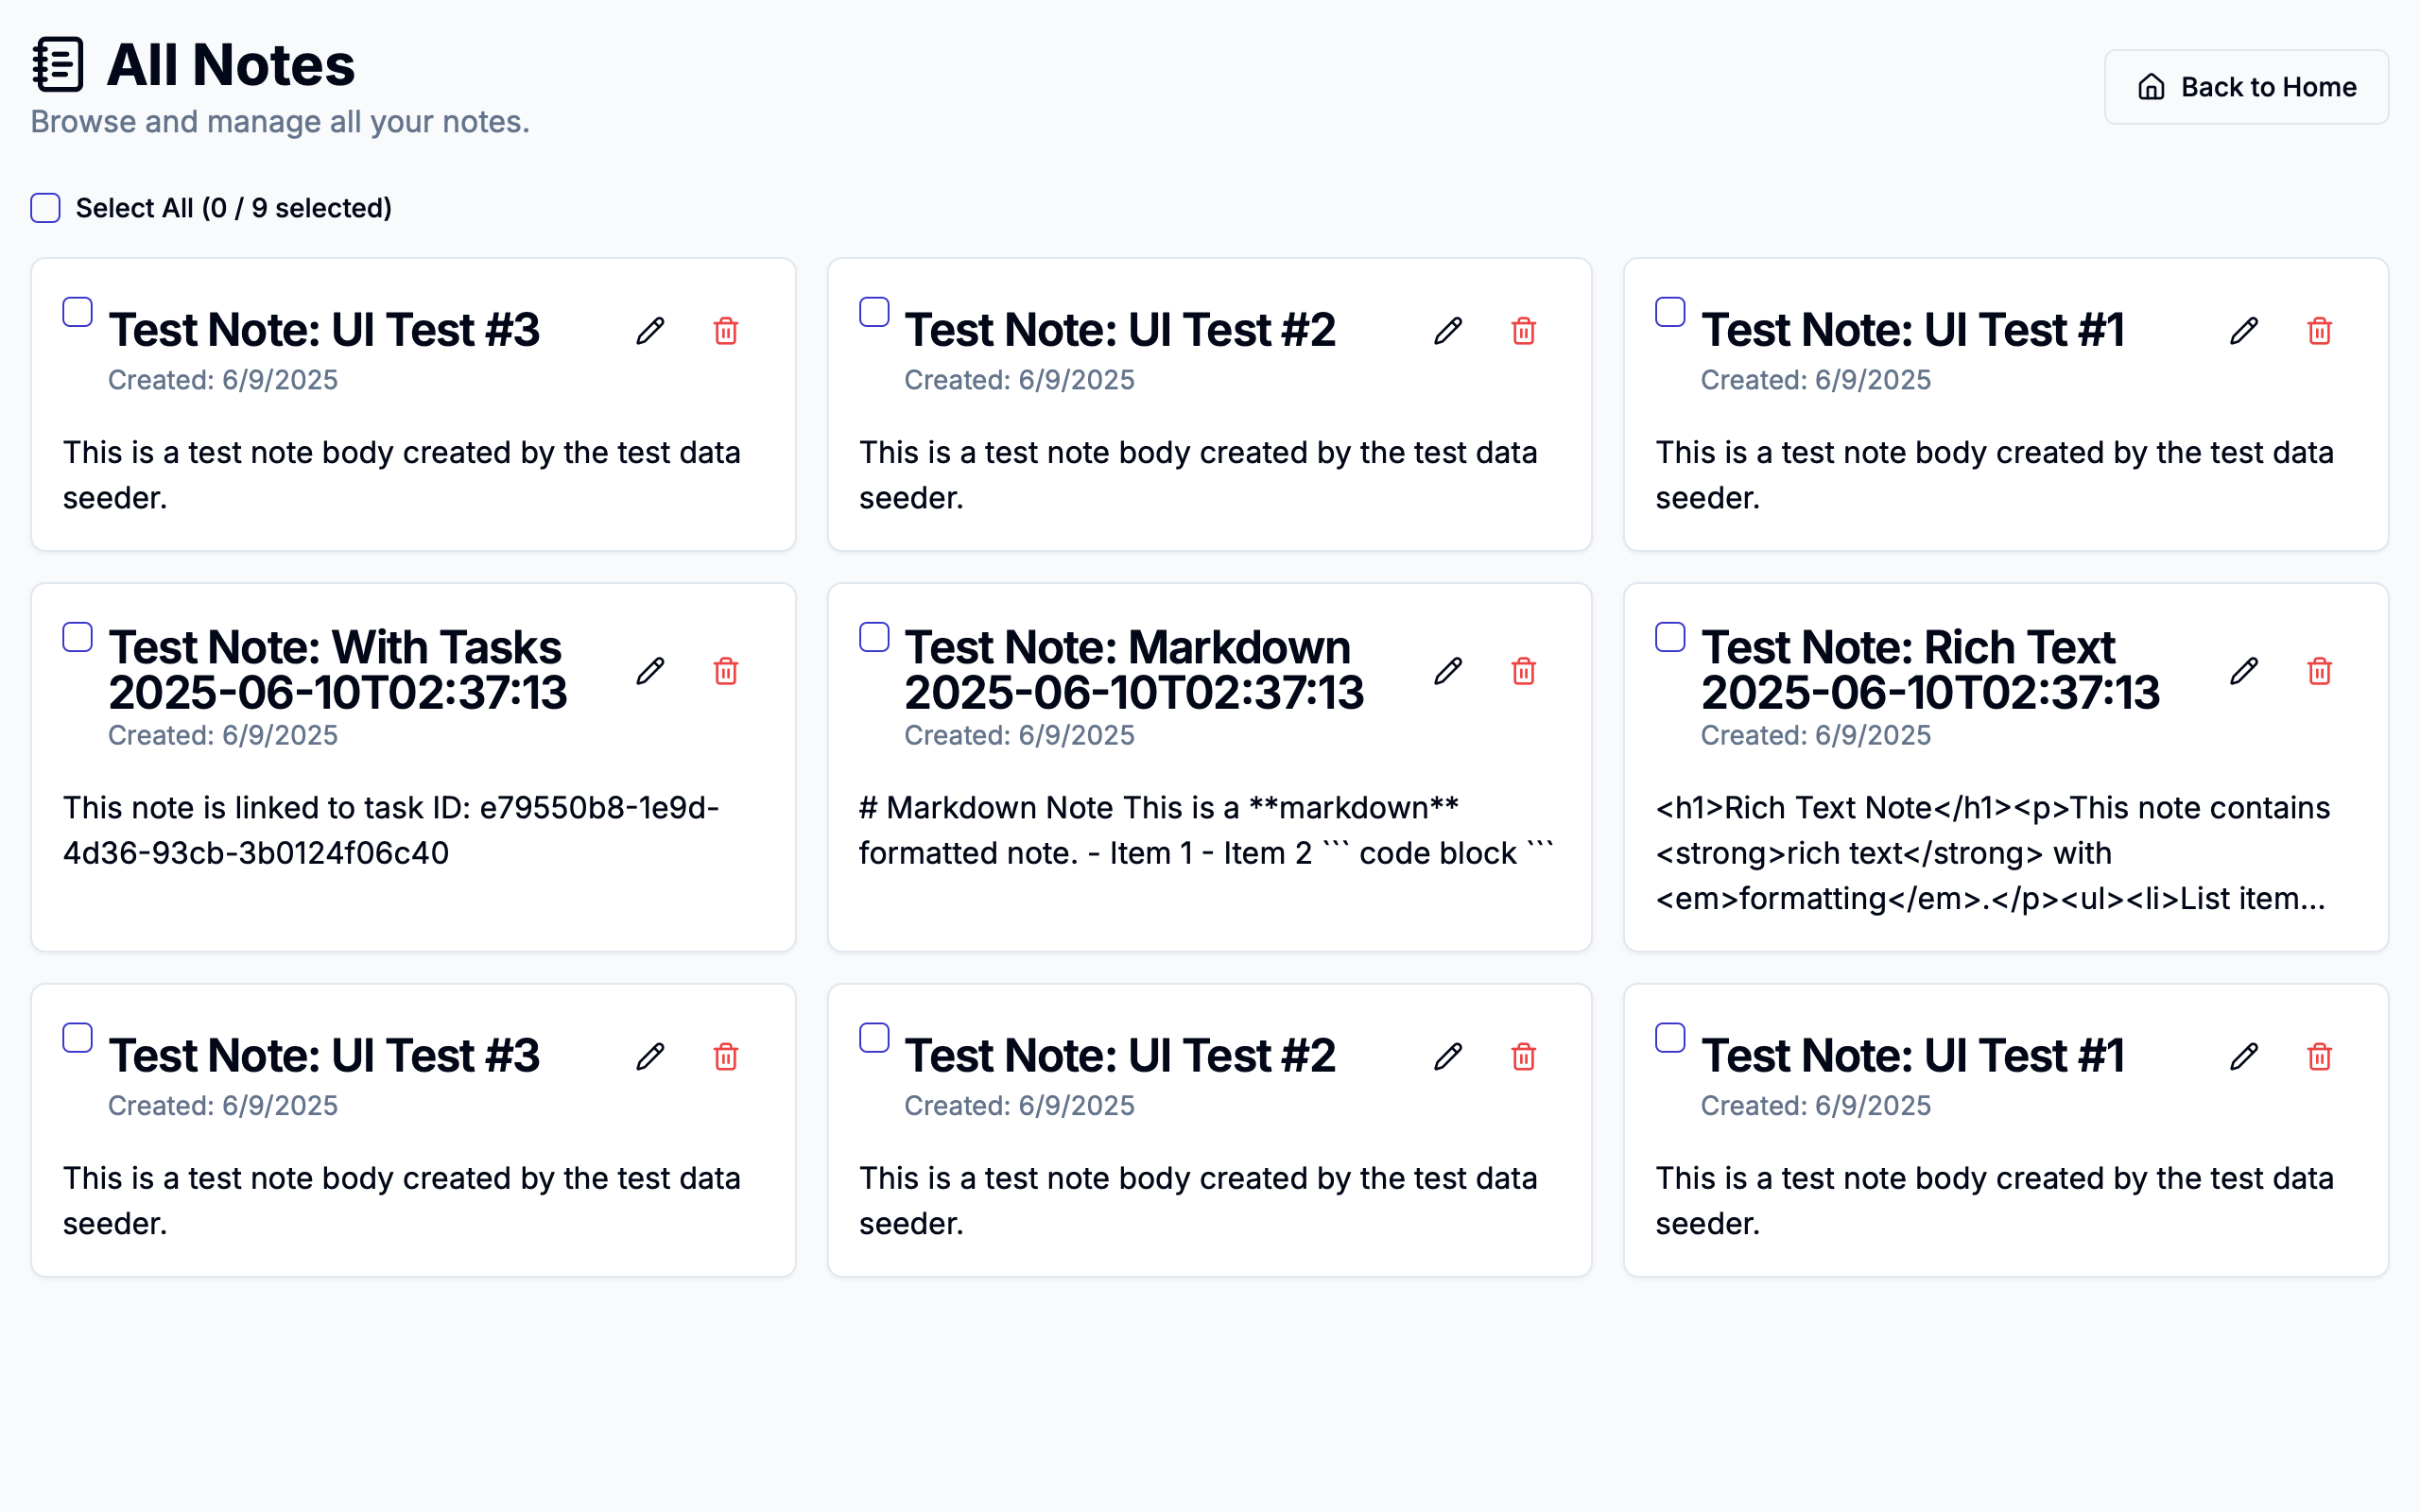 All Notes
Browse and manage all your notes.
Back to Home
Select All (0 / 9 selected)
Test Note: UI Test #3
Created: 6/9/2025
This is a test note body created by the test data
seeder.
Test Note: UI Test #2
Created: 6/9/2025
This is a test note body created by the test data
seeder.
Test Note: UI Test #1
Created: 6/9/2025
This is a test note body created by the test data
seeder.
Test Note: With Tasks
2025-06-10T02:37:13
Created: 6/9/2025
This note is linked to task ID: e79550b8-1e9d-
4d36-93cb-3b0124f06c40
Test Note: Markdown
2025-06-10T02:37:13
Created: 6/9/2025
# Markdown Note This is a **markdown**
formatted note. - Item 1 - Item 2 ``` code block ```
Test Note: Rich Text
2025-06-10T02:37:13
Created: 6/9/2025
<h1>Rich Text Note</h1><p>This note contains
<strong>rich text</strong> with
<em>formatting</em>.</p><ul><li>List item...
Test Note: UI Test #3
Created: 6/9/2025
This is a test note body created by the test data
seeder.
Test Note: UI Test #2
Created: 6/9/2025
This is a test note body created by the test data
seeder.
Test Note: UI Test #1
Created: 6/9/2025
This is a test note body created by the test data
seeder.